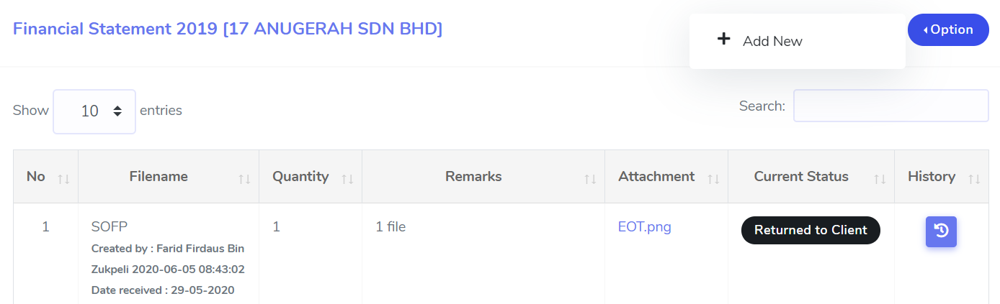 Financial Statement 2019 [17 ANUGERAH SDN BHD]
Add New
Option
Show 10 entries
Search:
No Filename Quantity Remarks Attachment Current Status History
1 SOFP 1 1 file EOT.png Returned to Client
Created by : Farid Firdaus Bin
Zukpeli 2020-06-05 08:43:02
Date received : 29-05-2020